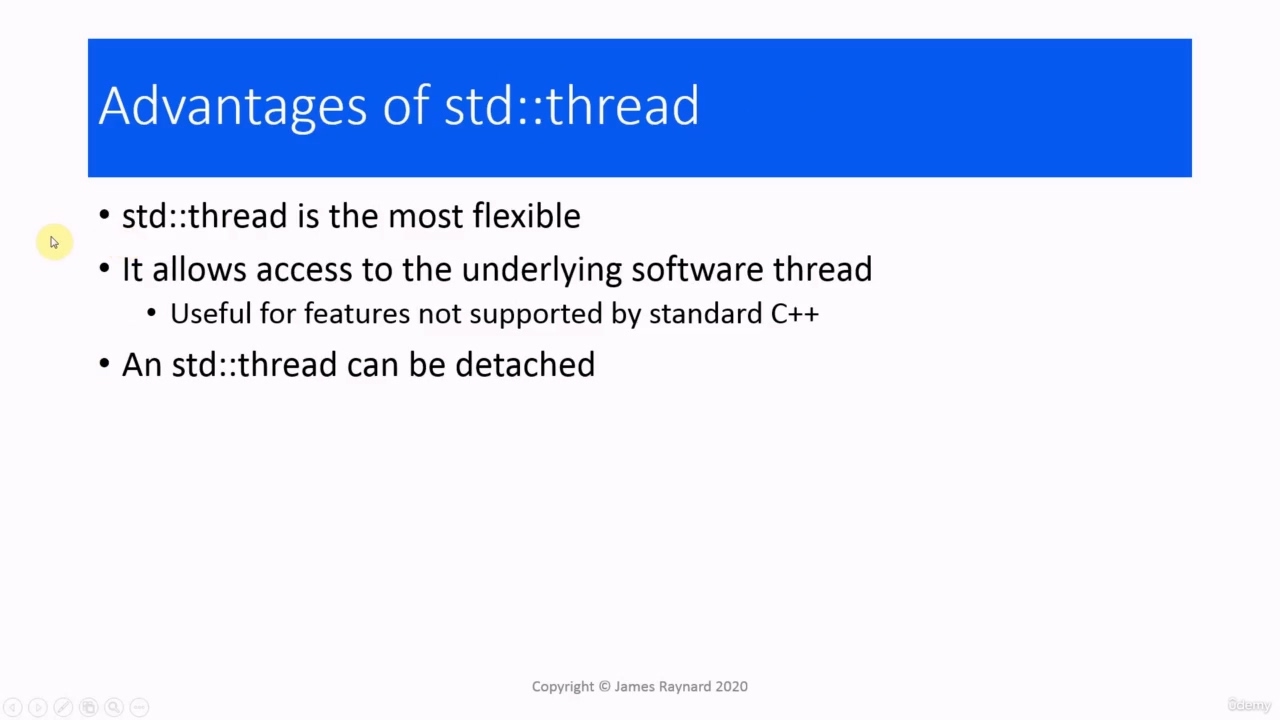 Advantages of std::thread
• std::thread is the most flexible
• It allows access to the underlying software thread
• Useful for features not supported by standard C++
• An std::thread can be detached
Copyright © James Raynard 2020
ûdemy